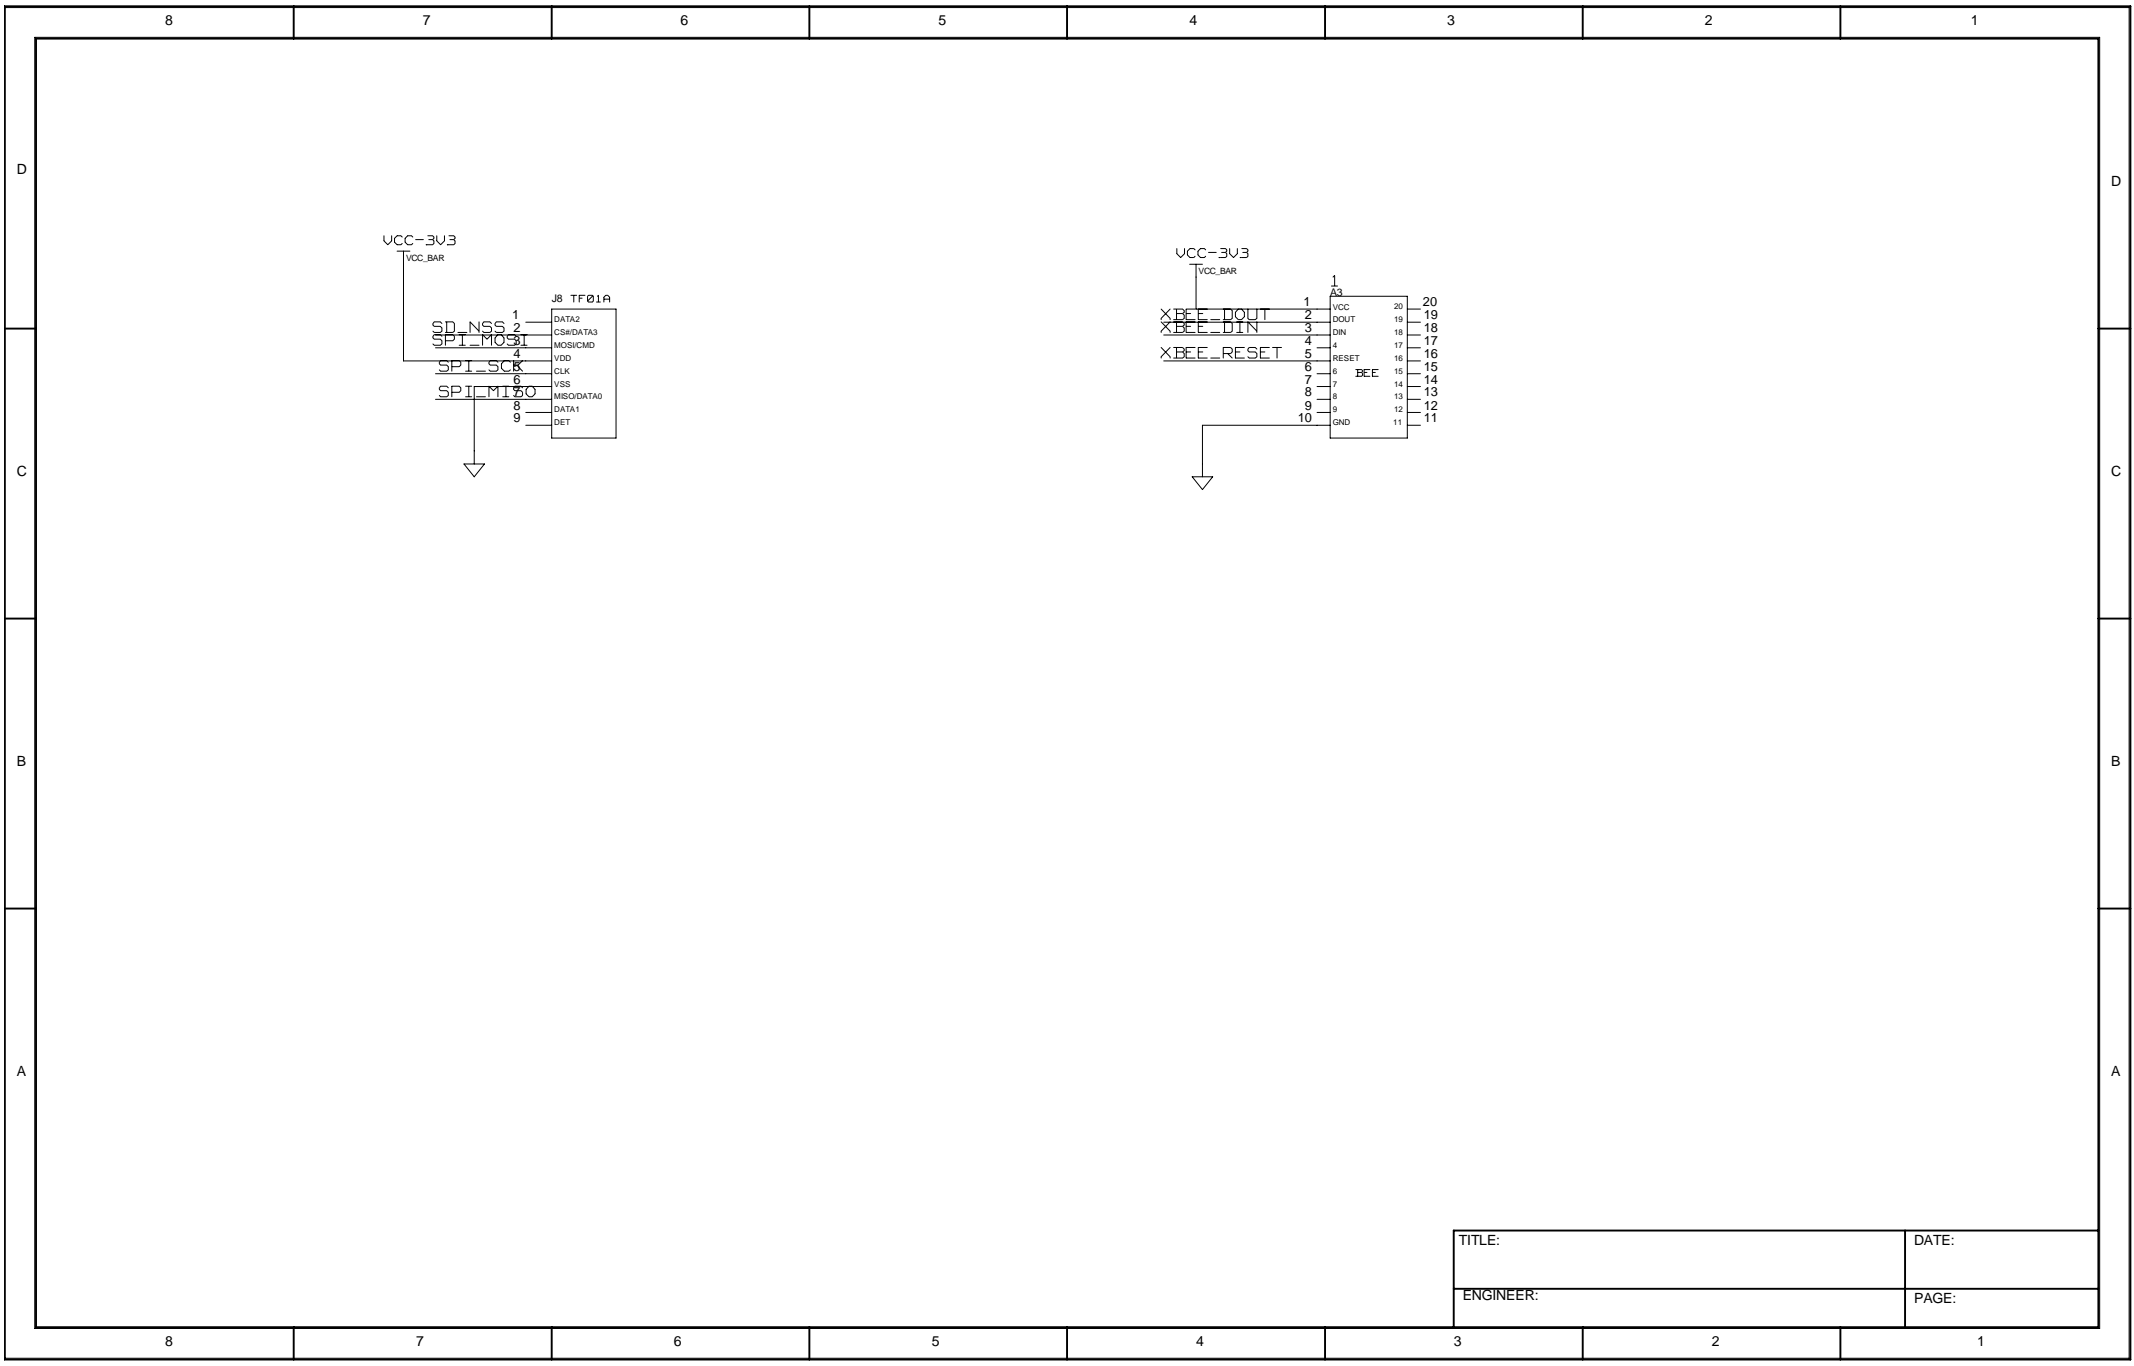 8 7 6 5 4 3 2 1
D D
VCC-3V3
VCC_BAR
J8 TF01A
SD_NSS
SPI_MOSI
SPI_SCK
SPI_MISO
1 DATA2
2 CS#/DATA3
3 MOSI/CMD
4 VDD
5 CLK
6 VSS
7 MISO/DATA0
8 DATA1
9 DET
VCC-3V3
VCC_BAR
1
A3
XBEE_DOUT
XBEE_DIN
XBEE_RESET
BEE
1 VCC 20 20
2 DOUT 19 19
3 DIN 18 18
4 4 17 17
5 RESET 16 16
6 6 15 15
7 7 14 14
8 8 13 13
9 9 12 12
10 GND 11 11
C C
B B
A A
TITLE: DATE:
ENGINEER: PAGE:
8 7 6 5 4 3 2 1